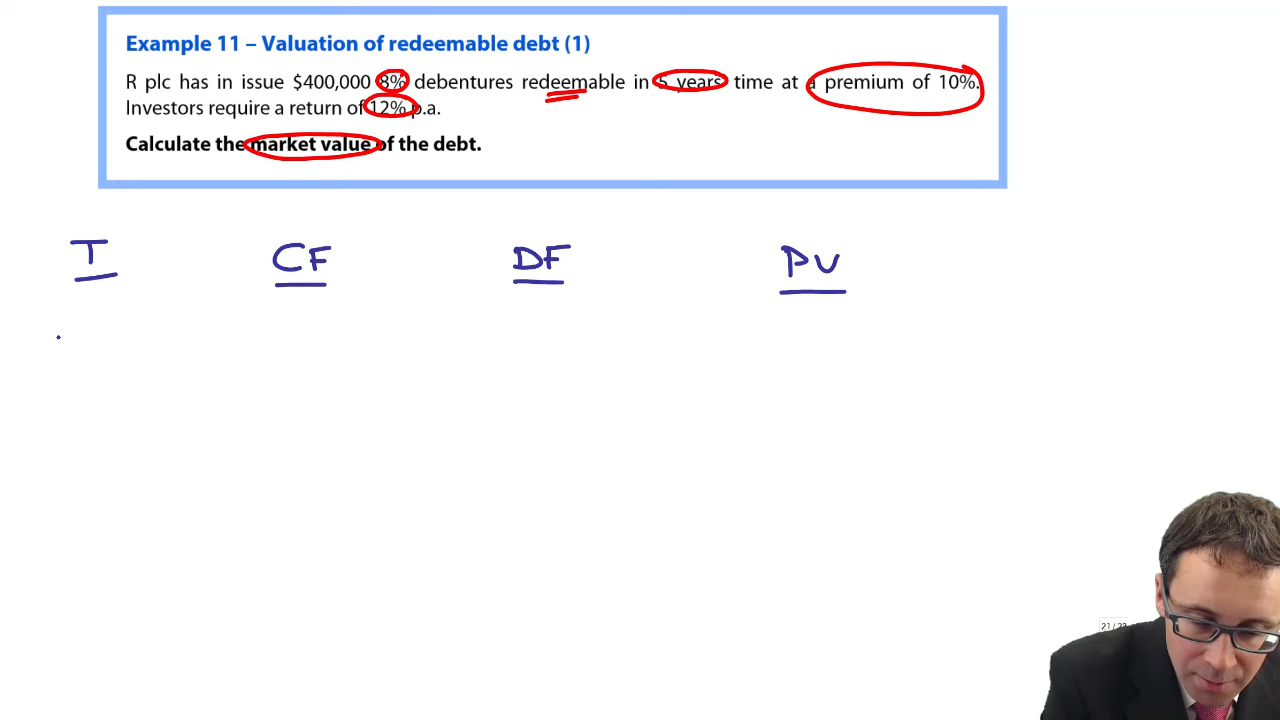 Example 11 – Valuation of redeemable debt (1)
R plc has in issue $400,000 8% debentures redeemable in 5 years time at a premium of 10%.
Investors require a return of 12% p.a.
Calculate the market value of the debt.
T CF DF PV